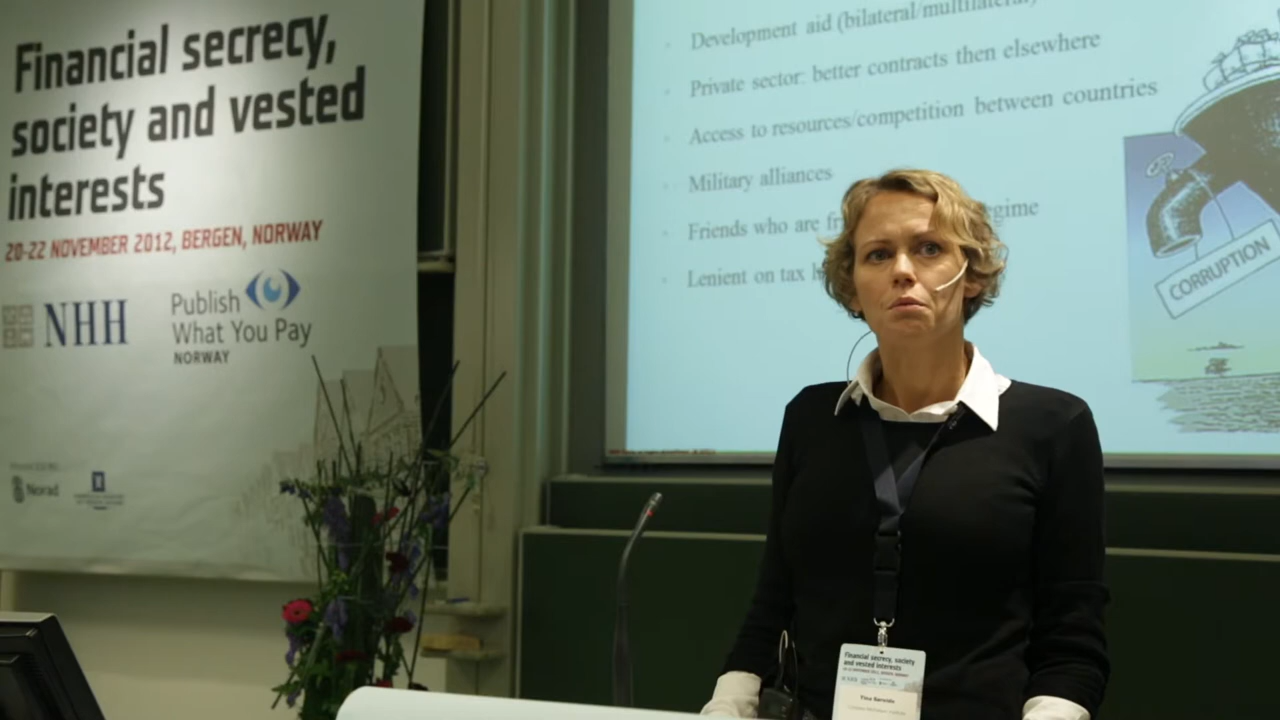 Financial secrecy,
society and vested
interests
20-22 NOVEMBER 2012, BERGEN, NORWAY
NHH
Publish
What You Pay
NORWAY
Norad
Development aid (bilateral/multilateral)
Private sector: better contracts then elsewhere
Access to resources/competition between countries
Military alliances
Friends who are
Lenient on tax
CORRUPTION
Financial secrecy, society
and vested interests